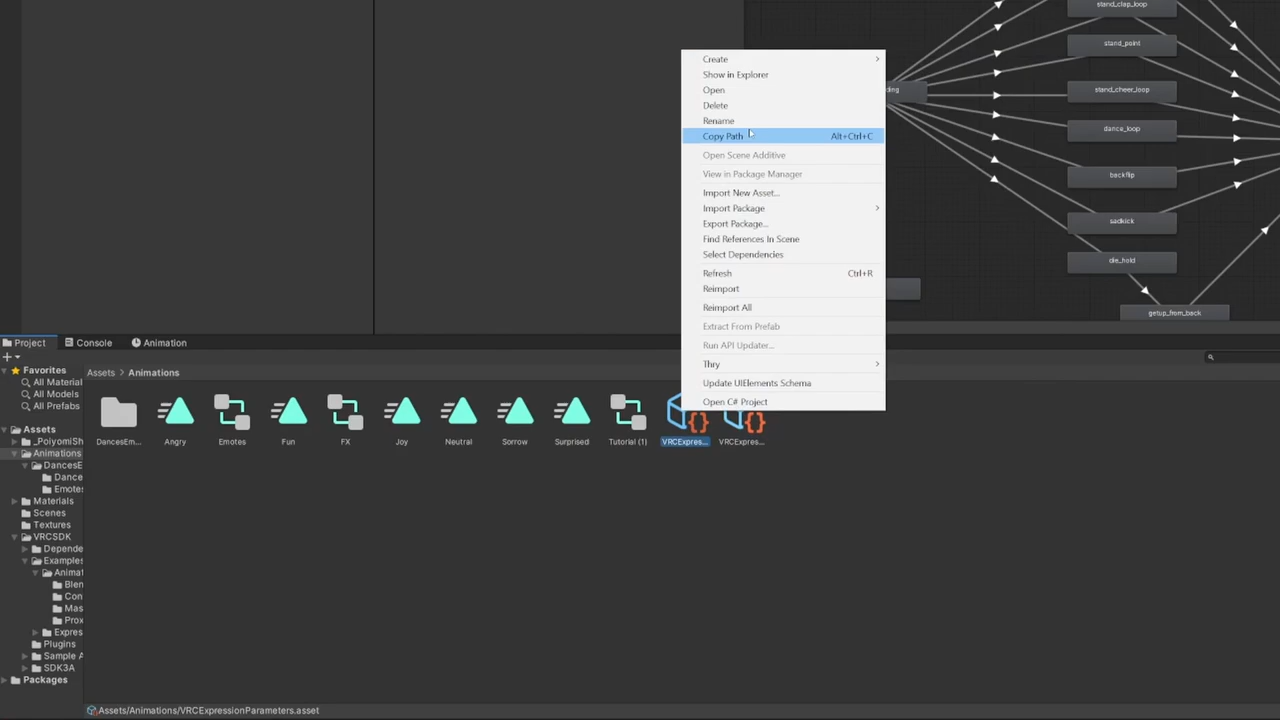 stand_clap_loop
stand_point
ding
stand_cheer_loop
dance_loop
backflip
sadkick
die_hold
getup_from_back
Create
Show in Explorer
Open
Delete
Rename
Copy Path Alt+Ctrl+C
Open Scene Additive
View in Package Manager
Import New Asset...
Import Package
Export Package...
Find References In Scene
Select Dependencies
Refresh Ctrl+R
Reimport
Reimport All
Extract From Prefab
Run API Updater...
Thry
Update UIElements Schema
Open C# Project
Project Console Animation
Favorites
All Material
All Models
All Prefabs
Assets
_PoiyomiSh
Animations
DancesE
Dance
Emotes
Materials
Scenes
Textures
VRCSDK
Depende
Examples
Animat
Blen
Con
Mas
Prox
Expres
Plugins
Sample A
SDK3A
Packages
Assets > Animations
DancesEm... Angry Emotes Fun FX Joy Neutral Sorrow Surprised Tutorial (1) VRCExpres... VRCExpres...
Assets/Animations/VRCExpressionParameters.asset